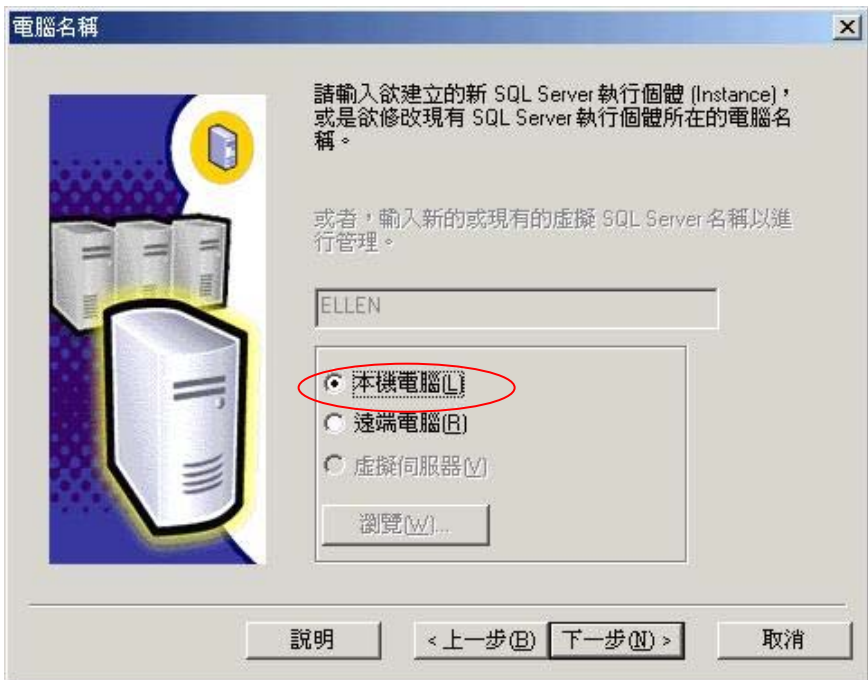 電腦名稱
請輸入欲建立的新 SQL Server 執行個體 (Instance)，
或是欲修改現有 SQL Server 執行個體所在的電腦名
稱。
或者，輸入新的或現有的虛擬 SQL Server 名稱以進
行管理。
ELLEN
本機電腦(L)
遠端電腦(R)
虛擬伺服器(V)
瀏覽(W)...
說明
<上一步(B)
下一步(N)>
取消